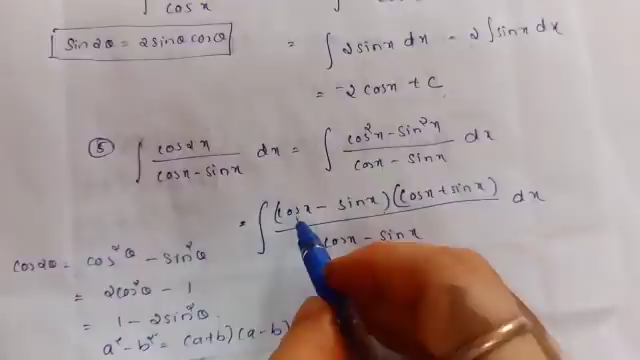 ∫ cos x
∫
sin2θ = 2sinθ cosθ
= ∫ 2 sinx dx = 2 ∫ sinx dx
= -2 cosx + C
⑤ ∫ cos2x / cosx - sinx dx = ∫ cos²x - sin²x / cosx - sinx dx
= ∫ (cosx - sinx)(cosx + sinx) / cosx - sinx dx
cos2θ = cos²θ - sin²θ
= 2cos²θ - 1
= 1 - 2sin²θ
a² - b² = (a+b)(a-b)